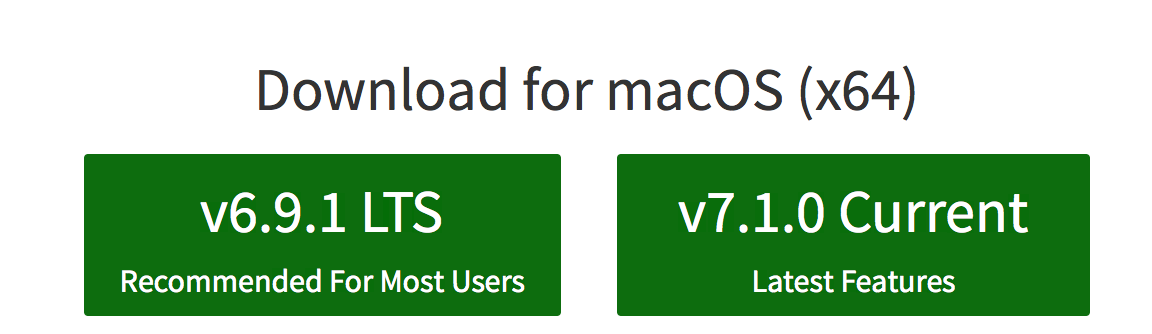 Download for macOS (x64)
v6.9.1 LTS
Recommended For Most Users
v7.1.0 Current
Latest Features